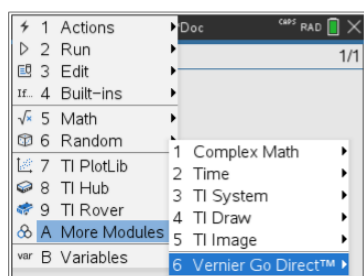 1 Actions
Doc CAPS RAD
2 Run
1/1
3 Edit
If... 4 Built-ins
√× 5 Math
6 Random
7 TI PlotLib
8 TI Hub
9 TI Rover
A More Modules
var B Variables
1 Complex Math
2 Time
3 TI System
4 TI Draw
5 TI Image
6 Vernier Go Direct™